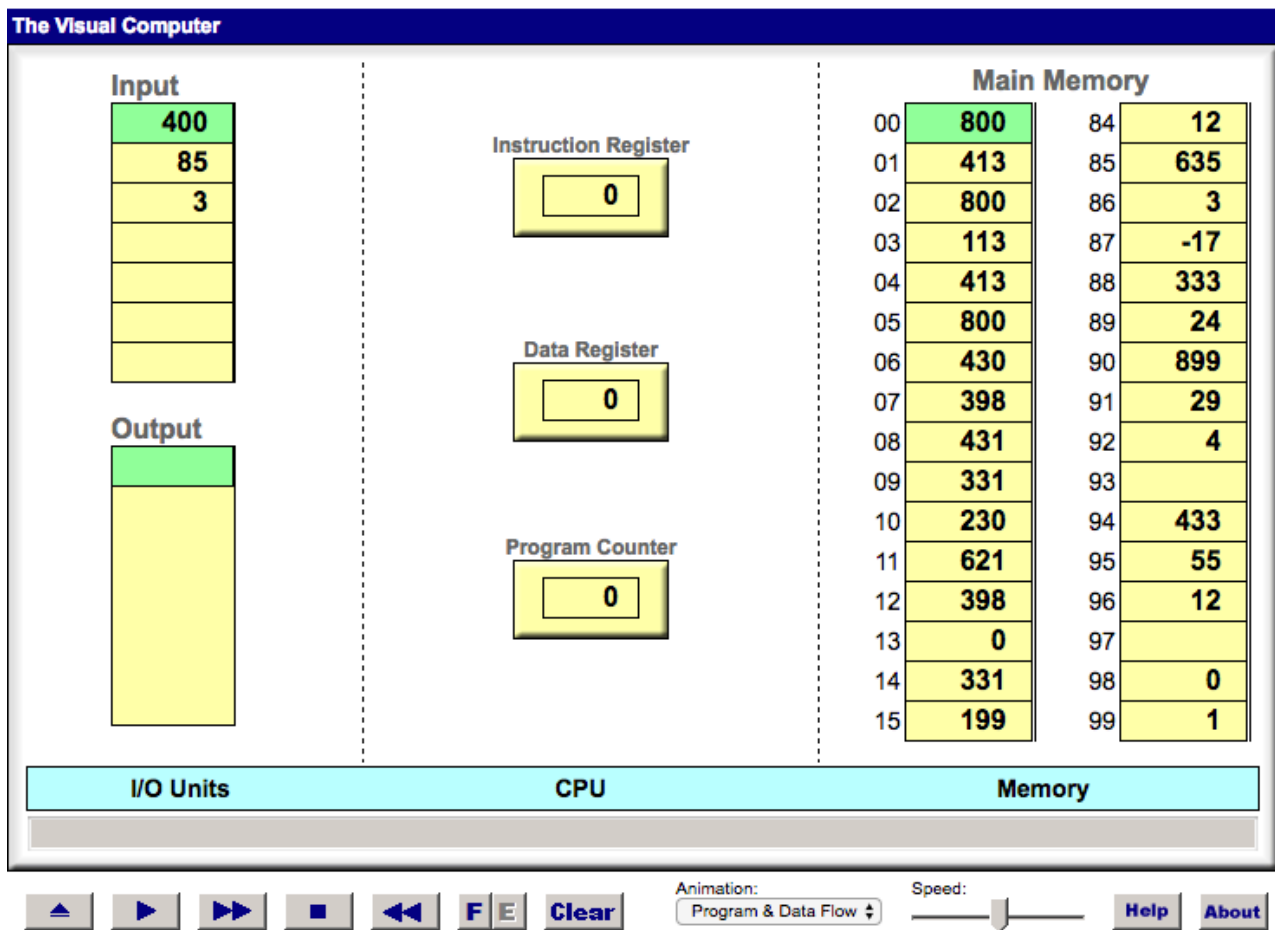 The Visual Computer
Input
400
85
3
Output
Instruction Register
0
Data Register
0
Program Counter
0
Main Memory
00 800 84 12
01 413 85 635
02 800 86 3
03 113 87 -17
04 413 88 333
05 800 89 24
06 430 90 899
07 398 91 29
08 431 92 4
09 331 93
10 230 94 433
11 621 95 55
12 398 96 12
13 0 97
14 331 98 0
15 199 99 1
I/O Units CPU Memory
F E Clear
Animation:
Program & Data Flow
Speed:
Help About